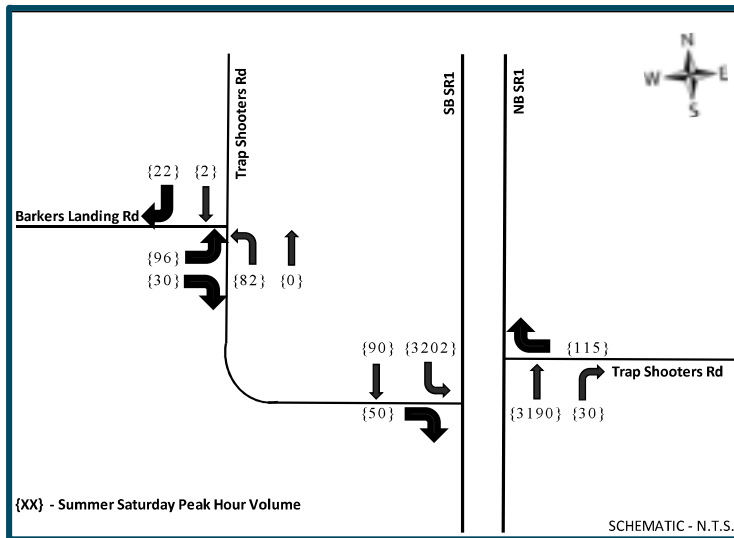 N
W E
S
Trap Shooters Rd
SB SR1
NB SR1
{22} {2}
Barkers Landing Rd
{96}
{30} {82} {0}
{90} {3202} {115}
Trap Shooters Rd
{50} {3190} {30}
{XX} - Summer Saturday Peak Hour Volume
SCHEMATIC - N.T.S.